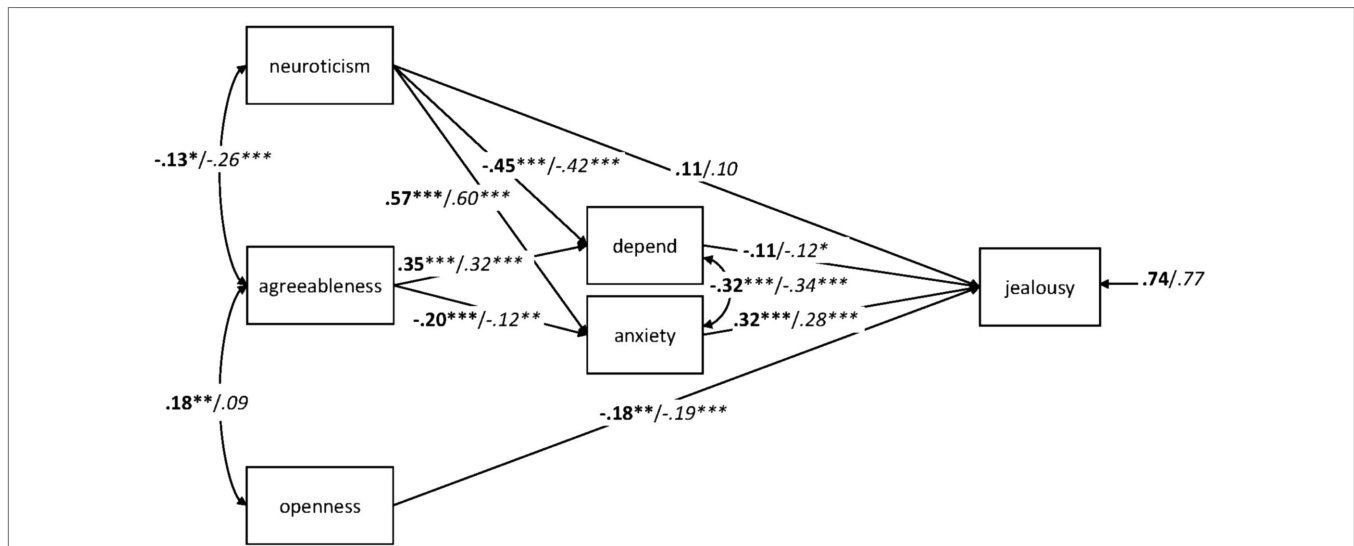 neuroticism
-.13*/-.26***
-.45***/-.42***
.11/.10
.57***/.60***
depend
.35***/.32***
-.11/-.12*
agreeableness
-.32***/-.34***
jealousy
.74/.77
-.20***/-.12**
anxiety
.32***/.28***
.18**/.09
-.18**/-.19***
openness